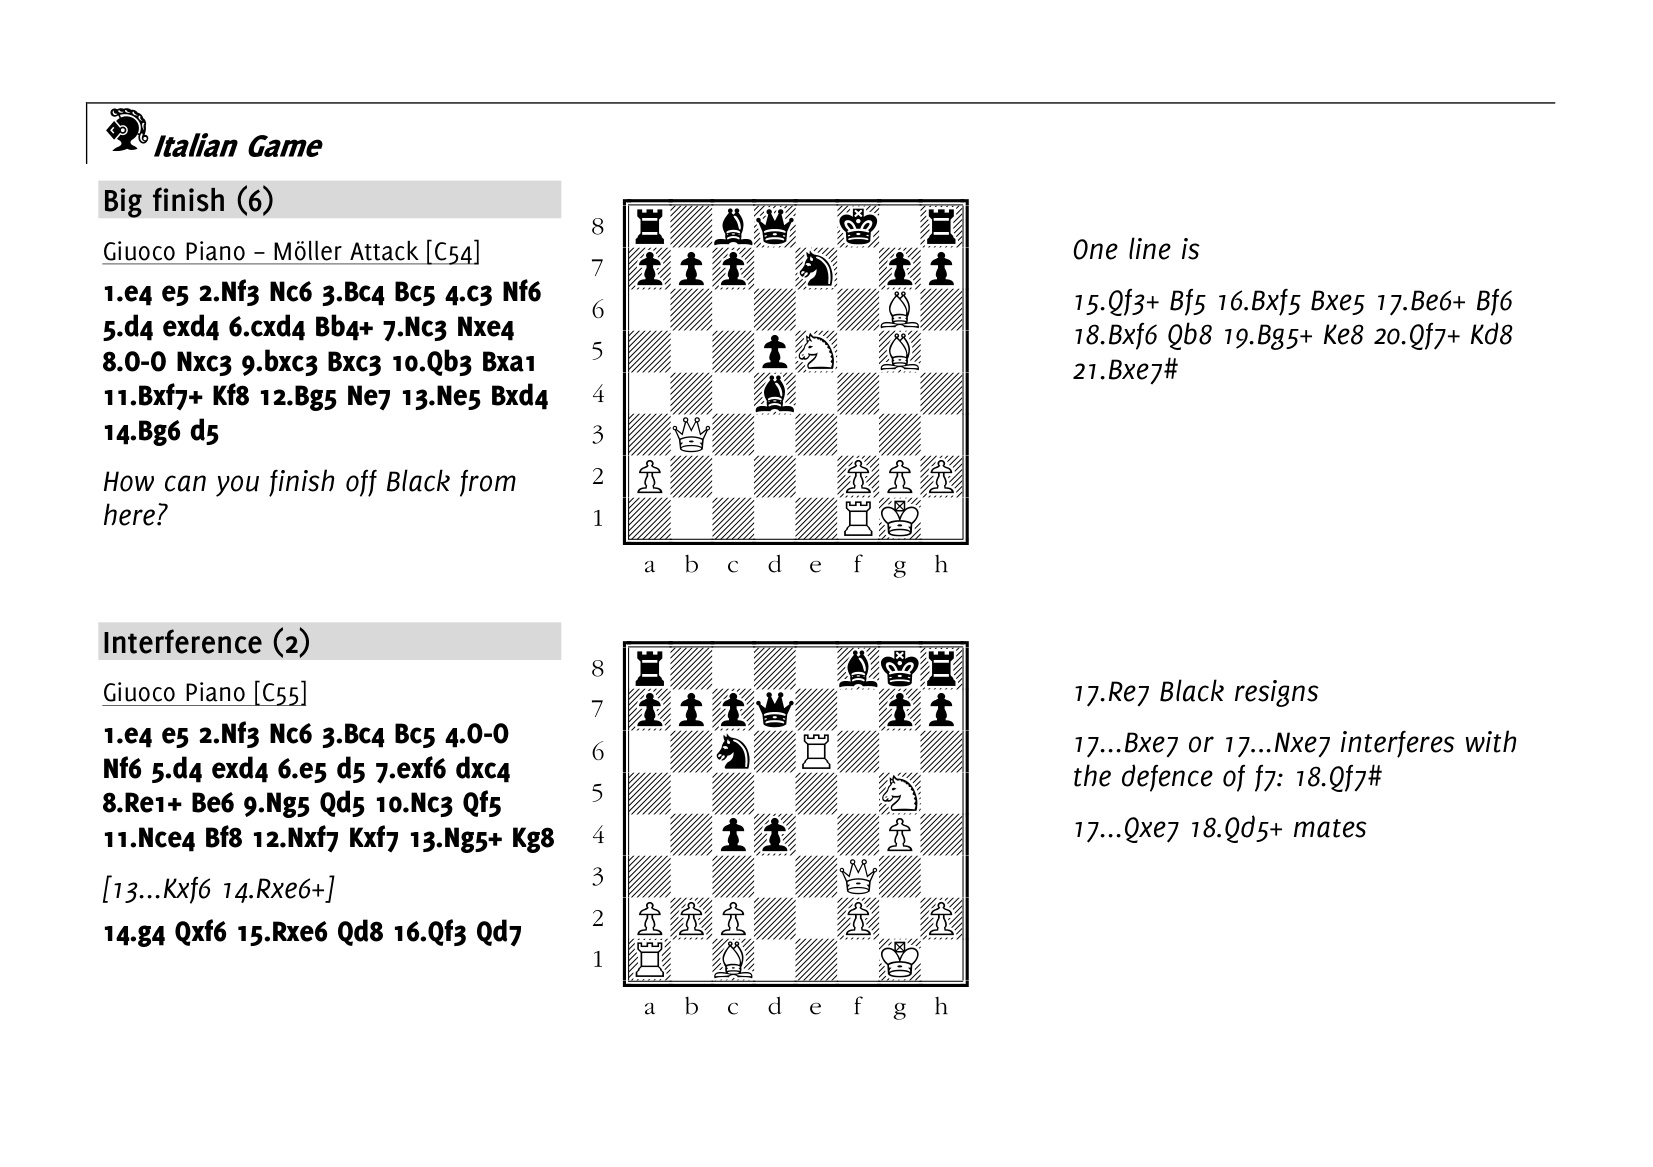 Italian Game
Big finish (6)
Giuoco Piano – Möller Attack [C54]
1.e4 e5 2.Nf3 Nc6 3.Bc4 Bc5 4.c3 Nf6
5.d4 exd4 6.cxd4 Bb4+ 7.Nc3 Nxe4
8.0-0 Nxc3 9.bxc3 Bxc3 10.Qb3 Bxa1
11.Bxf7+ Kf8 12.Bg5 Ne7 13.Ne5 Bxd4
14.Bg6 d5
How can you finish off Black from
here?
8
7
6
5
4
3
2
1
a b c d e f g h
One line is
15.Qf3+ Bf5 16.Bxf5 Bxe5 17.Be6+ Bf6
18.Bxf6 Qb8 19.Bg5+ Ke8 20.Qf7+ Kd8
21.Bxe7#
Interference (2)
Giuoco Piano [C55]
1.e4 e5 2.Nf3 Nc6 3.Bc4 Bc5 4.0-0
Nf6 5.d4 exd4 6.e5 d5 7.exf6 dxc4
8.Re1+ Be6 9.Ng5 Qd5 10.Nc3 Qf5
11.Nce4 Bf8 12.Nxf7 Kxf7 13.Ng5+ Kg8
[13...Kxf6 14.Rxe6+]
14.g4 Qxf6 15.Rxe6 Qd8 16.Qf3 Qd7
8
7
6
5
4
3
2
1
a b c d e f g h
17.Re7 Black resigns
17...Bxe7 or 17...Nxe7 interferes with
the defence of f7: 18.Qf7#
17...Qxe7 18.Qd5+ mates